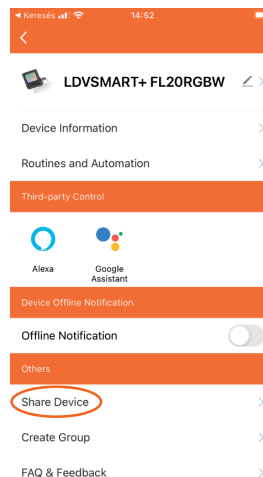 ◀ Keresés 14:52
LDVSMART+ FL20RGBW
Device Information
Routines and Automation
Third-party Control
Alexa
Google
Assistant
Device Offline Notification
Offline Notification
Others
Share Device
Create Group
FAQ & Feedback